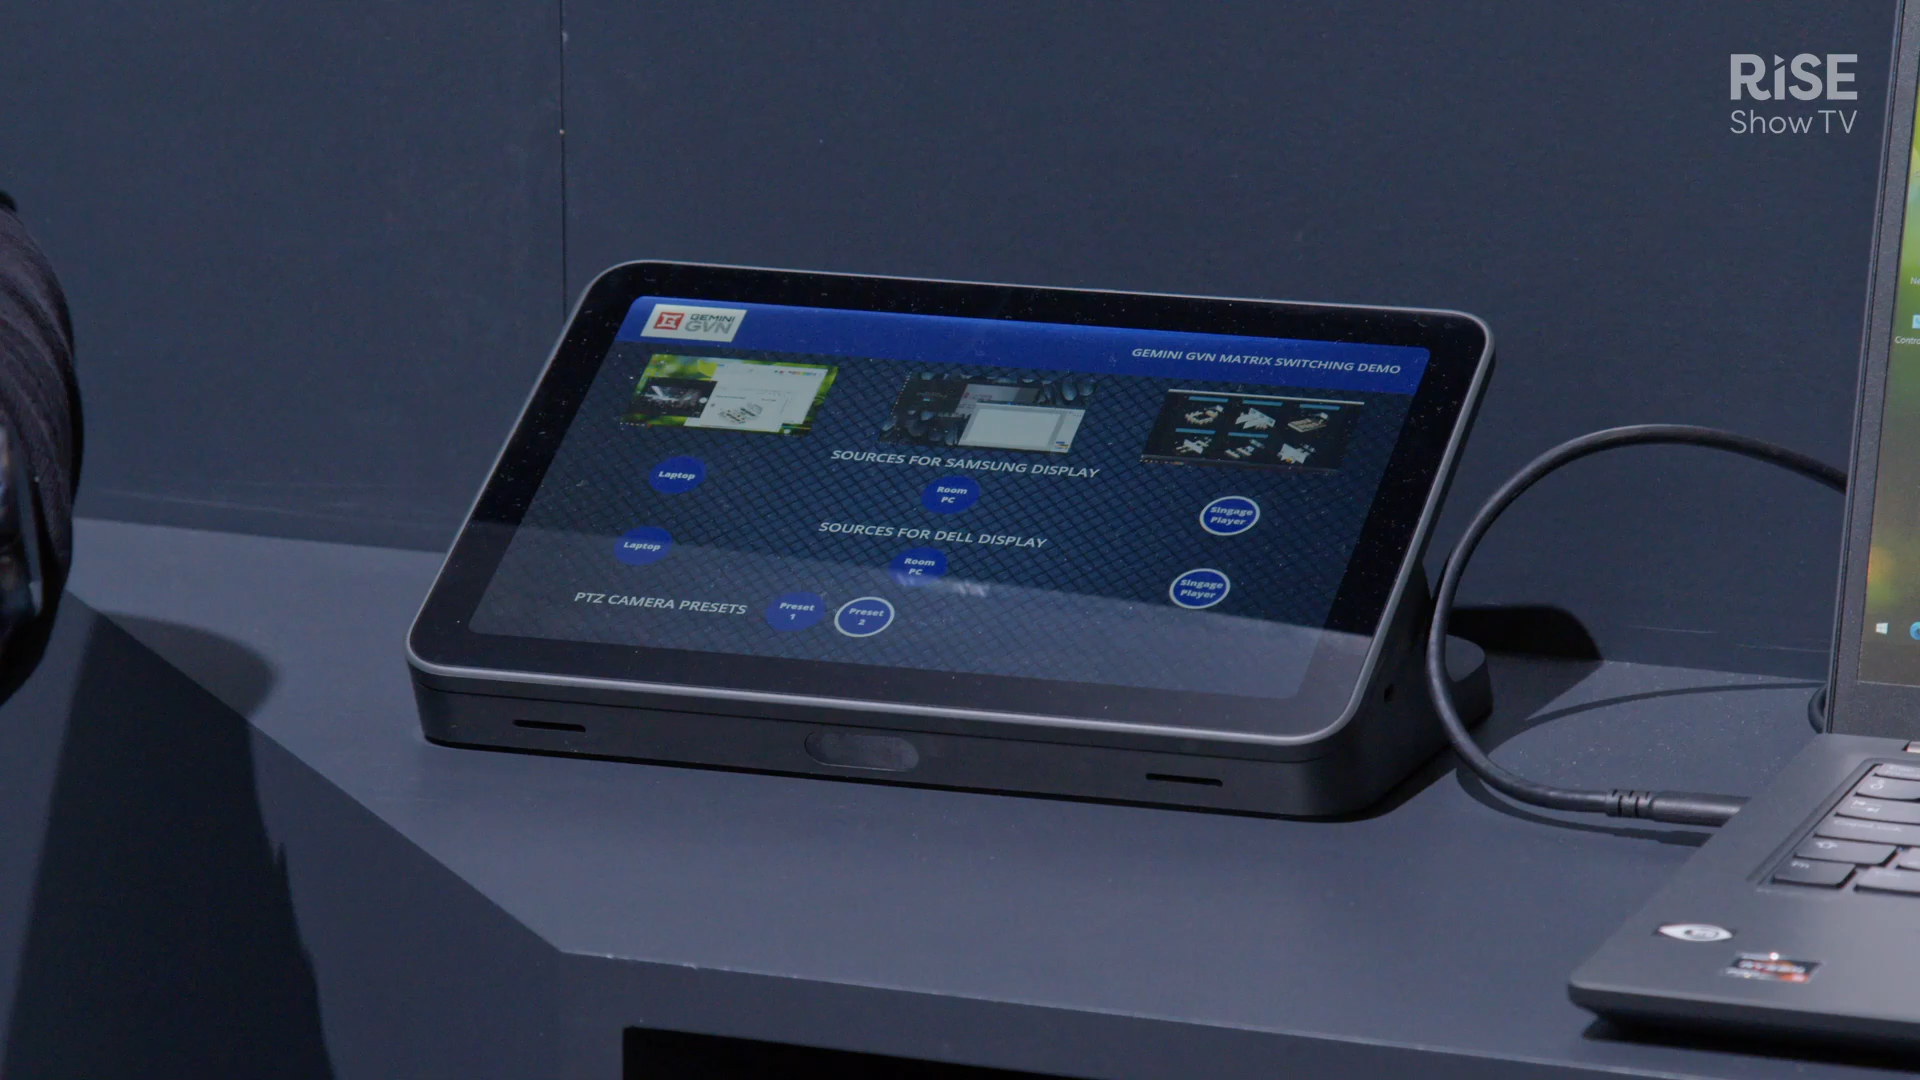 RiSE
Show TV
GEMINI
GVN
GEMINI GVN MATRIX SWITCHING DEMO
SOURCES FOR SAMSUNG DISPLAY
Laptop
Room
PC
Singage
Player
SOURCES FOR DELL DISPLAY
Laptop
Room
PC
Singage
Player
PTZ CAMERA PRESETS
Preset
1
Preset
2
RYZEN